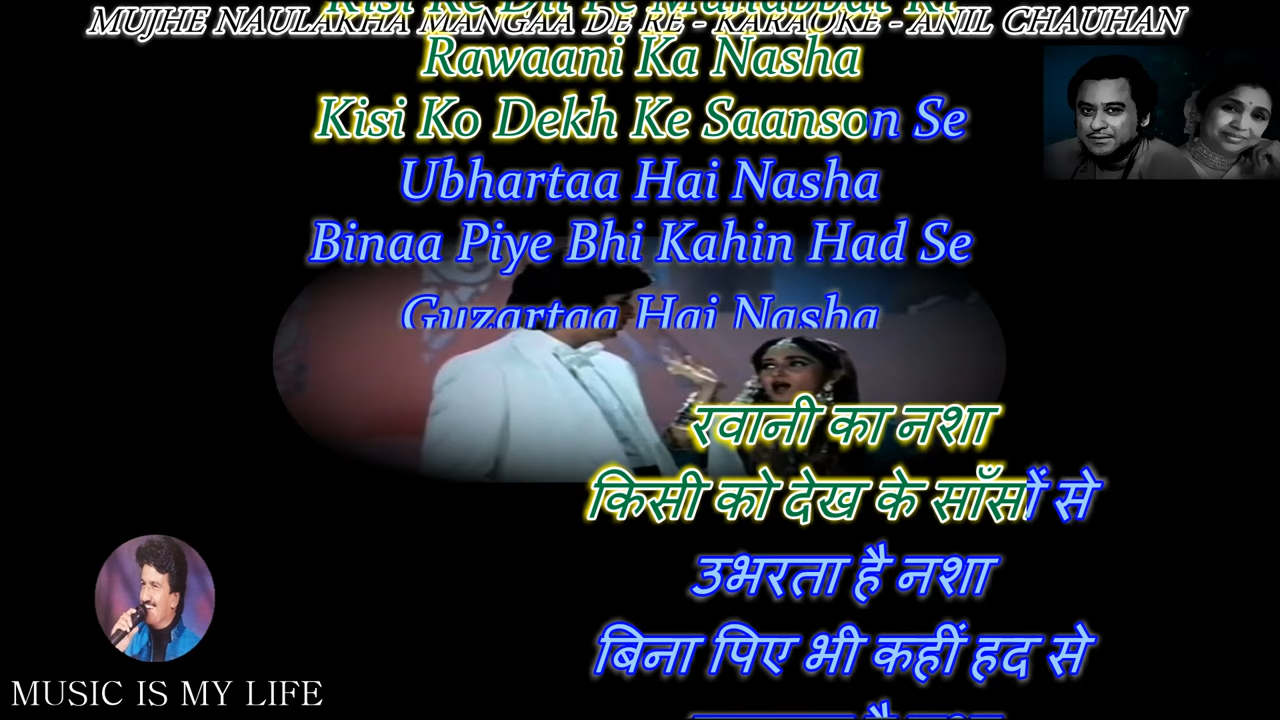 MUJHE NAULAKHA MANGAA DE RE - KARAOKE - ANIL CHAUHAN
Rawaani Ka Nasha
Kisi Ko Dekh Ke Saanson Se
Ubhartaa Hai Nasha
Binaa Piye Bhi Kahin Had Se
Guzartaa Hai Nasha
रवानी का नशा
किसी को देख के साँसों से
उभरता है नशा
बिना पिए भी कहीं हद से
MUSIC IS MY LIFE